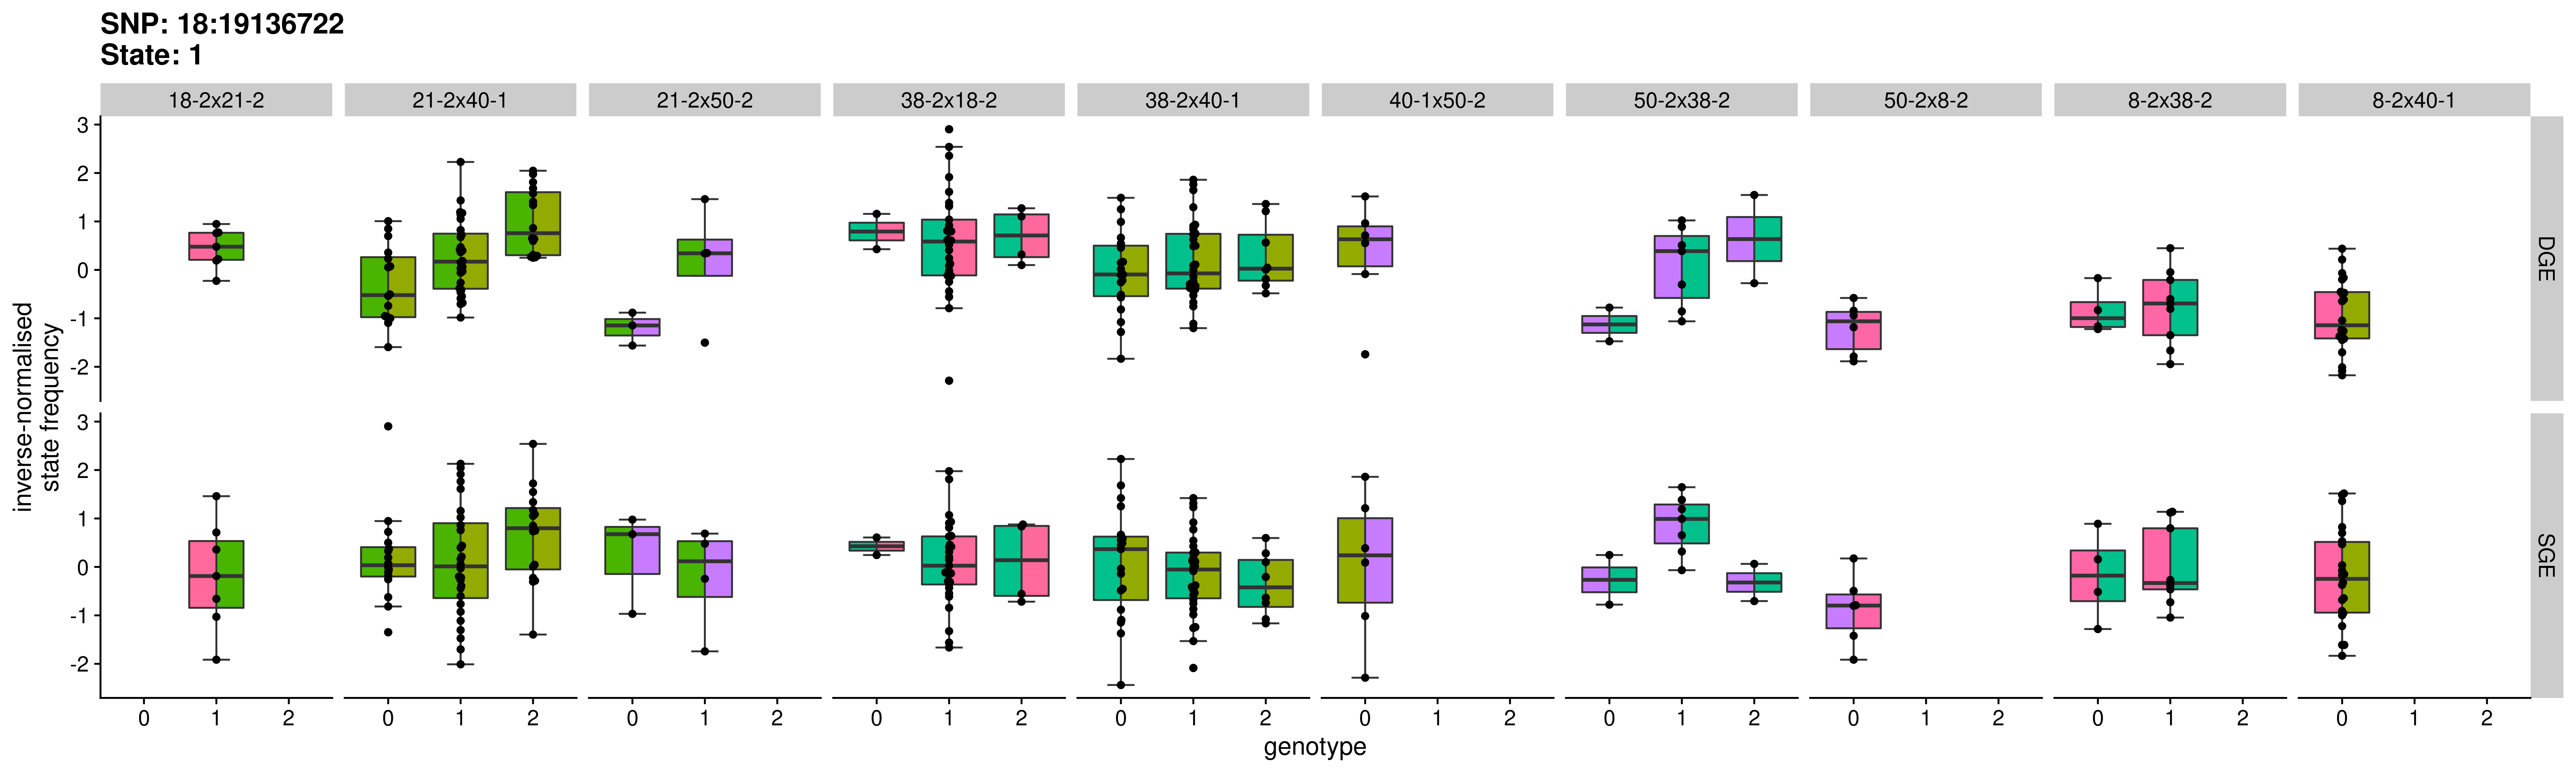 SNP: 18:19136722
State: 1
18-2x21-2 21-2x40-1 21-2x50-2 38-2x18-2 38-2x40-1 40-1x50-2 50-2x38-2 50-2x8-2 8-2x38-2 8-2x40-1
3
2
1
0
-1
-2
DGE
3
2
1
0
-1
-2
SGE
inverse-normalised
state frequency
0 1 2 0 1 2 0 1 2 0 1 2 0 1 2 0 1 2 0 1 2 0 1 2 0 1 2 0 1 2
genotype